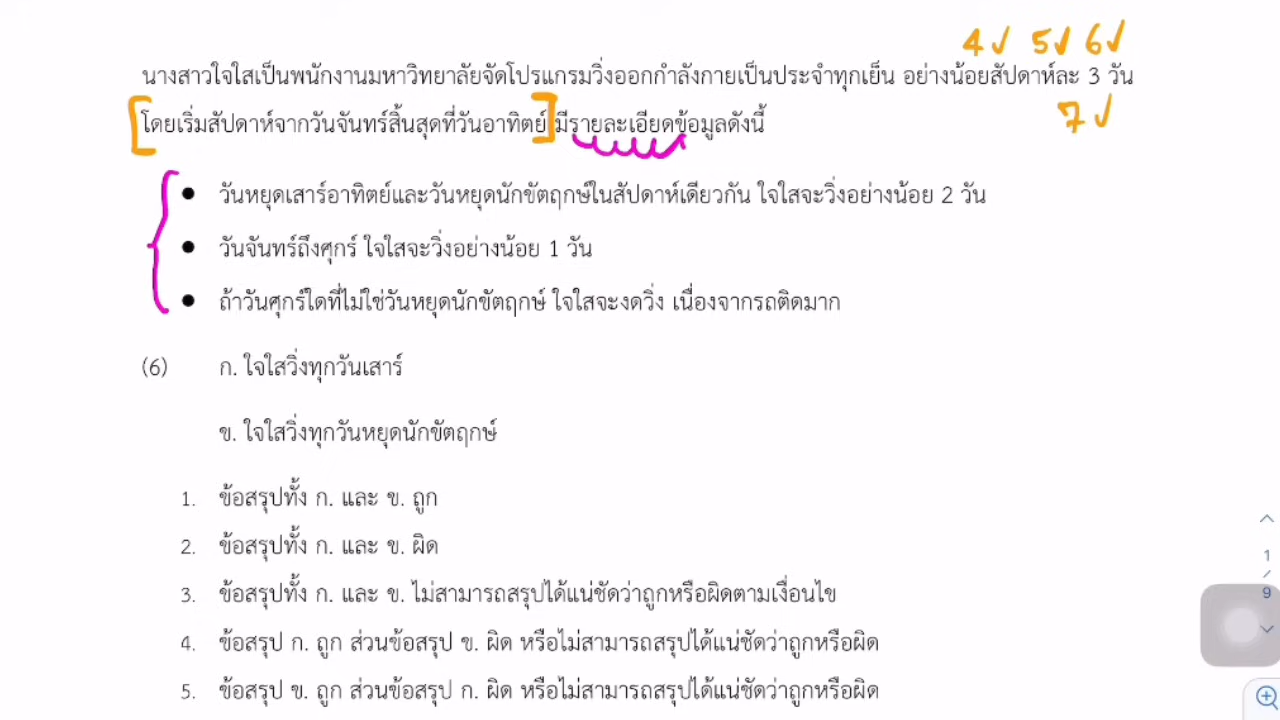 4✓ 5✓ 6✓
นางสาวใจใสเป็นพนักงานมหาวิทยาลัยจัดโปรแกรมวิ่งออกกำลังกายเป็นประจำทุกเย็น อย่างน้อยสัปดาห์ละ 3 วัน
[โดยเริ่มสัปดาห์จากวันจันทร์สิ้นสุดที่วันอาทิตย์] มีรายละเอียดข้อมูลดังนี้ 7✓
• วันหยุดเสาร์อาทิตย์และวันหยุดนักขัตฤกษ์ในสัปดาห์เดียวกัน ใจใสจะวิ่งอย่างน้อย 2 วัน
• วันจันทร์ถึงศุกร์ ใจใสจะวิ่งอย่างน้อย 1 วัน
• ถ้าวันศุกร์ใดที่ไม่ใช่วันหยุดนักขัตฤกษ์ ใจใสจะงดวิ่ง เนื่องจากรถติดมาก
(6) ก. ใจใสวิ่งทุกวันเสาร์
ข. ใจใสวิ่งทุกวันหยุดนักขัตฤกษ์
1. ข้อสรุปทั้ง ก. และ ข. ถูก
2. ข้อสรุปทั้ง ก. และ ข. ผิด
3. ข้อสรุปทั้ง ก. และ ข. ไม่สามารถสรุปได้แน่ชัดว่าถูกหรือผิดตามเงื่อนไข
4. ข้อสรุป ก. ถูก ส่วนข้อสรุป ข. ผิด หรือไม่สามารถสรุปได้แน่ชัดว่าถูกหรือผิด
5. ข้อสรุป ข. ถูก ส่วนข้อสรุป ก. ผิด หรือไม่สามารถสรุปได้แน่ชัดว่าถูกหรือผิด
1
/
9